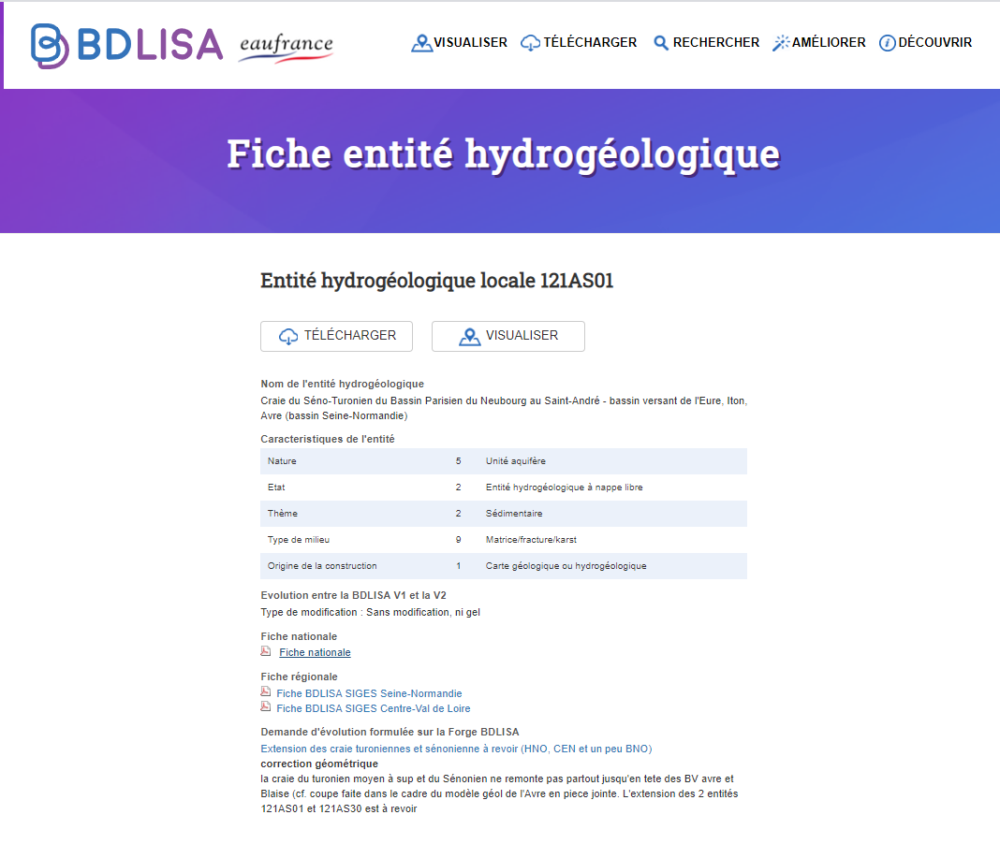 BDLISA eaufrance VISUALISER TÉLÉCHARGER RECHERCHER AMÉLIORER DÉCOUVRIR
Fiche entité hydrogéologique
Entité hydrogéologique locale 121AS01
TÉLÉCHARGER VISUALISER
Nom de l'entité hydrogéologique
Craie du Séno-Turonien du Bassin Parisien du Neubourg au Saint-André - bassin versant de l'Eure, Iton,
Avre (bassin Seine-Normandie)
Caracteristiques de l'entité
Nature 5 Unité aquifère
Etat 2 Entité hydrogéologique à nappe libre
Thème 2 Sédimentaire
Type de milieu 9 Matrice/fracture/karst
Origine de la construction 1 Carte géologique ou hydrogéologique
Evolution entre la BDLISA V1 et la V2
Type de modification : Sans modification, ni gel
Fiche nationale
Fiche nationale
Fiche régionale
Fiche BDLISA SIGES Seine-Normandie
Fiche BDLISA SIGES Centre-Val de Loire
Demande d'évolution formulée sur la Forge BDLISA
Extension des craie turoniennes et sénonienne à revoir (HNO, CEN et un peu BNO)
correction géométrique
la craie du turonien moyen à sup et du Sénonien ne remonte pas partout jusqu'en tete des BV avre et
Blaise (cf. coupe faite dans le cadre du modèle géol de l'Avre en piece jointe. L'extension des 2 entités
121AS01 et 121AS30 est à revoir